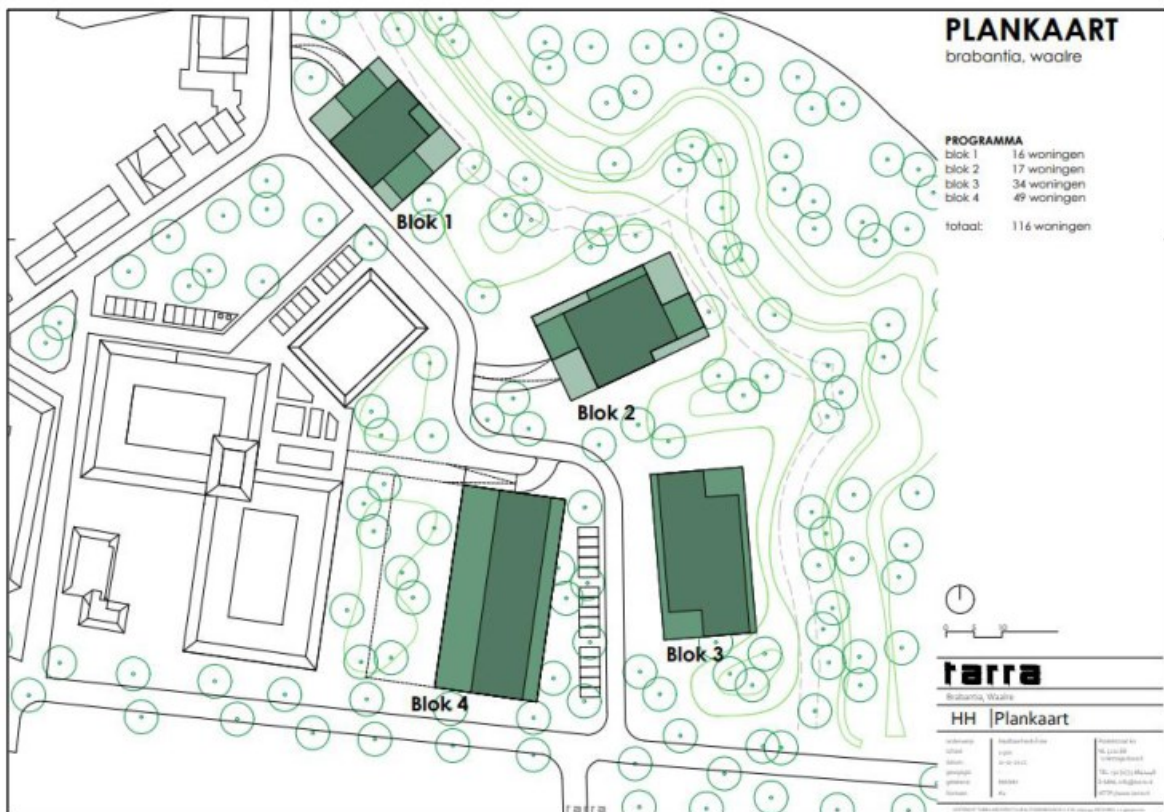 PLANKAART
brabantia, waalre
PROGRAMMA
blok 1 16 woningen
blok 2 17 woningen
blok 3 34 woningen
blok 4 49 woningen
totaal: 116 woningen
Blok 1
Blok 2
Blok 3
Blok 4
0 5 10
tarra
Brabantia, Waalre
HH Plankaart
tarra